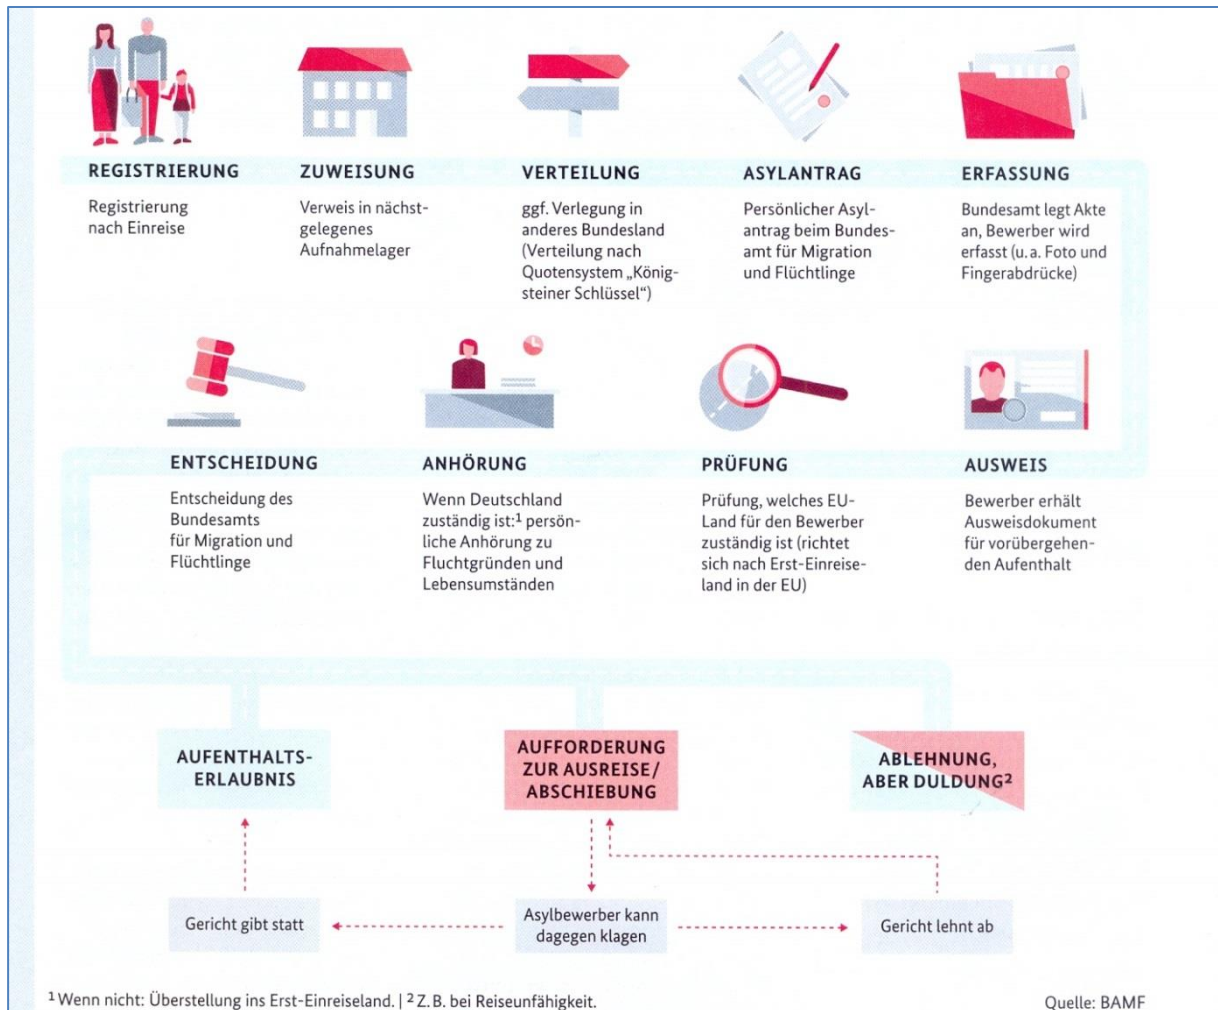 REGISTRIERUNG
Registrierung
nach Einreise
ZUWEISUNG
Verweis in nächst-
gelegenes
Aufnahmelager
VERTEILUNG
ggf. Verlegung in
anderes Bundesland
(Verteilung nach
Quotensystem „König-
steiner Schlüssel“)
ASYLANTRAG
Persönlicher Asyl-
antrag beim Bundes-
amt für Migration
und Flüchtlinge
ERFASSUNG
Bundesamt legt Akte
an, Bewerber wird
erfasst (u. a. Foto und
Fingerabdrücke)
AUSWEIS
Bewerber erhält
Ausweisdokument
für vorübergehen-
den Aufenthalt
PRÜFUNG
Prüfung, welches EU-
Land für den Bewerber
zuständig ist (richtet
sich nach Erst-Einreise-
land in der EU)
ANHÖRUNG
Wenn Deutschland
zuständig ist:¹ persön-
liche Anhörung zu
Fluchtgründen und
Lebensumständen
ENTSCHEIDUNG
Entscheidung des
Bundesamts
für Migration und
Flüchtlinge
AUFENTHALTS-
ERLAUBNIS
AUFFORDERUNG
ZUR AUSREISE/
ABSCHIEBUNG
ABLEHNUNG,
ABER DULDUNG²
Gericht gibt statt
Asylbewerber kann
dagegen klagen
Gericht lehnt ab
¹ Wenn nicht: Überstellung ins Erst-Einreiseland. | ² Z. B. bei Reiseunfähigkeit.
Quelle: BAMF